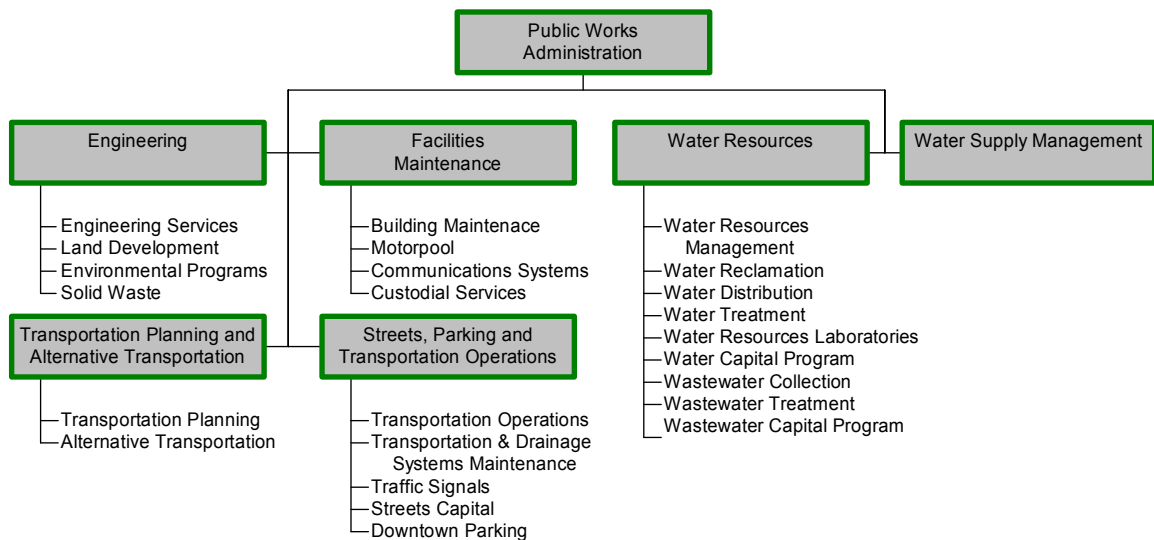 Public Works
Administration
Engineering
Facilities
Maintenance
Water Resources
Water Supply Management
Engineering Services
Land Development
Environmental Programs
Solid Waste
Building Maintenace
Motorpool
Communications Systems
Custodial Services
Water Resources
Management
Water Reclamation
Water Distribution
Water Treatment
Water Resources Laboratories
Water Capital Program
Wastewater Collection
Wastewater Treatment
Wastewater Capital Program
Transportation Planning and
Alternative Transportation
Streets, Parking and
Transportation Operations
Transportation Planning
Alternative Transportation
Transportation Operations
Transportation & Drainage
Systems Maintenance
Traffic Signals
Streets Capital
Downtown Parking